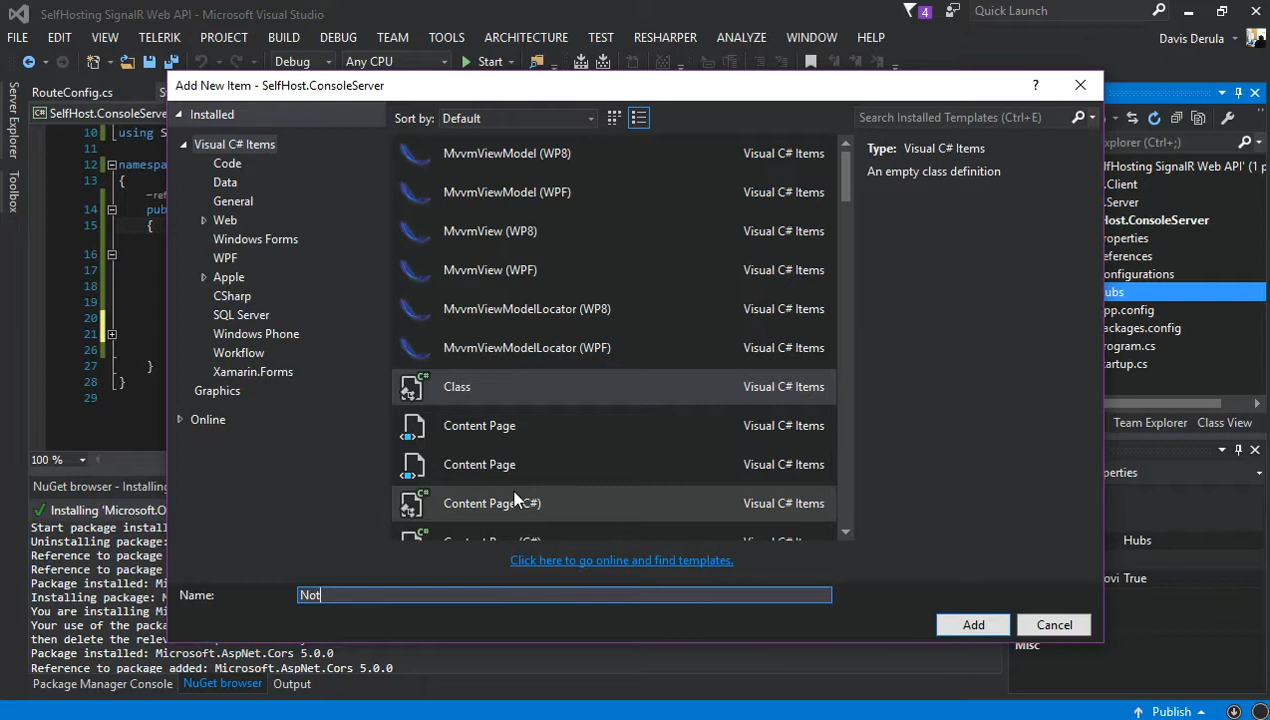 SelfHosting SignalR Web API - Microsoft Visual Studio
4
Quick Launch
FILE EDIT VIEW TELERIK PROJECT BUILD DEBUG TEAM TOOLS ARCHITECTURE TEST RESHARPER ANALYZE WINDOW HELP
Davis Derula
Debug Any CPU Start
Server Explorer
Toolbox
RouteConfig.cs S
SelfHost.ConsoleServer
10 using S
11
12 namespac
13 {
-ref
14 pub
15 {
16
17
18
19
20
21
26
27 }
28 }
29
100 %
NuGet browser - Installing
Installing 'Microsoft.O
Start package install
Uninstalling package:
Reference to package
Reference to package
Package installed: Mi
Installing package: M
You are installing Mi
Your use of the packa
then delete the relev
Package installed: Microsoft.AspNet.Cors 5.0.0
Reference to package added: Microsoft.AspNet.Cors 5.0.0
Package Manager Console NuGet browser Output
Add New Item - SelfHost.ConsoleServer
?
Installed
Visual C# Items
Code
Data
General
Web
Windows Forms
WPF
Apple
CSharp
SQL Server
Windows Phone
Workflow
Xamarin.Forms
Graphics
Online
Sort by: Default
Search Installed Templates (Ctrl+E)
MvvmViewModel (WP8) Visual C# Items
MvvmViewModel (WPF) Visual C# Items
MvvmView (WP8) Visual C# Items
MvvmView (WPF) Visual C# Items
MvvmViewModelLocator (WP8) Visual C# Items
MvvmViewModelLocator (WPF) Visual C# Items
Class Visual C# Items
Content Page Visual C# Items
Content Page Visual C# Items
Content Page (C#) Visual C# Items
Type: Visual C# Items
An empty class definition
Click here to go online and find templates.
Name: Not
Add Cancel
xplorer (Ctrl+;)
fHosting SignalR Web API' (1 p
.Client
.Server
Host.ConsoleServer
operties
eferences
onfigurations
ubs
pp.config
ackages.config
rogram.cs
tartup.cs
Team Explorer Class View
perties
Hubs
ovi True
Misc
Publish